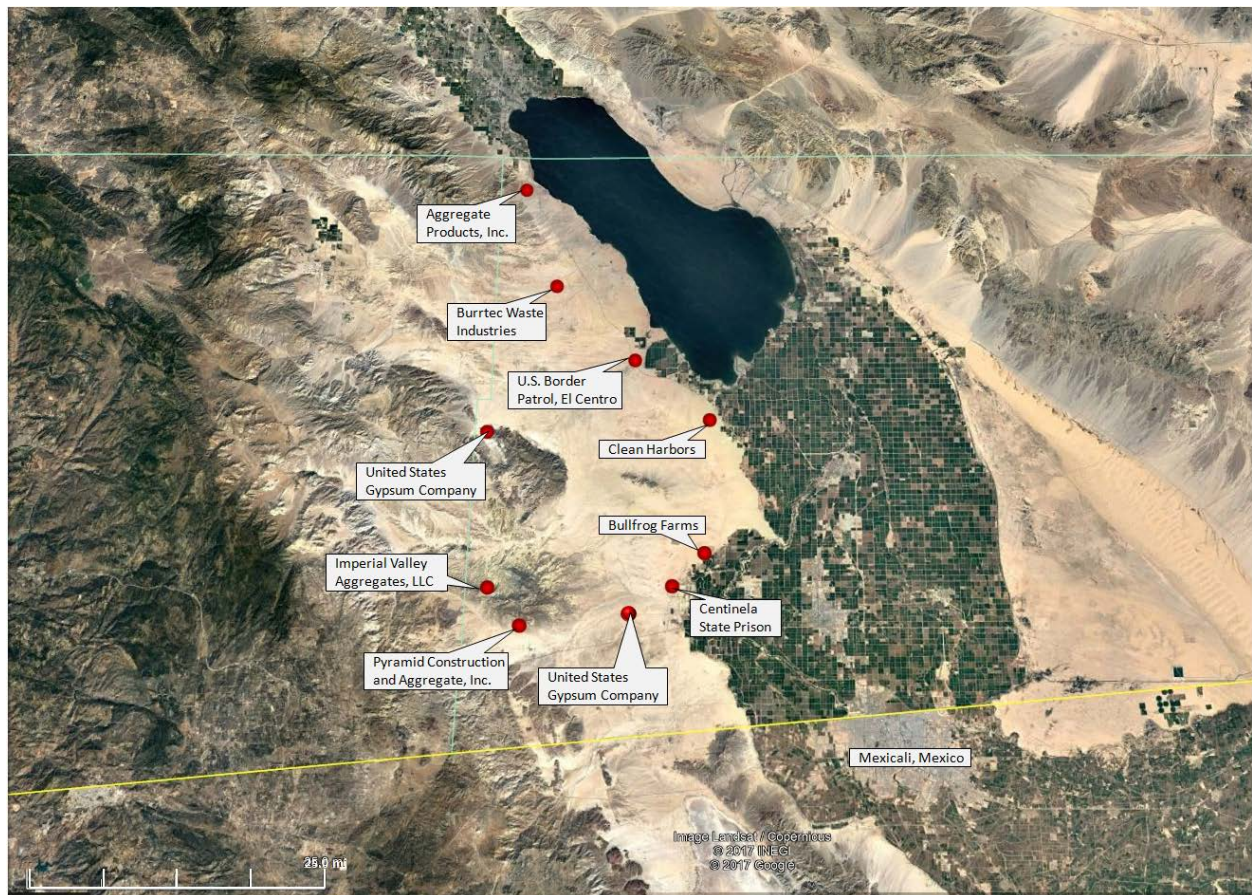 Aggregate
Products, Inc.
Burrtec Waste
Industries
U.S. Border
Patrol, El Centro
Clean Harbors
United States
Gypsum Company
Bullfrog Farms
Imperial Valley
Aggregates, LLC
Centinela
State Prison
Pyramid Construction
and Aggregate, Inc.
United States
Gypsum Company
Mexicali, Mexico
Image Landsat / Copernicus
© 2017 INEGI
© 2017 Google
25.0 mi